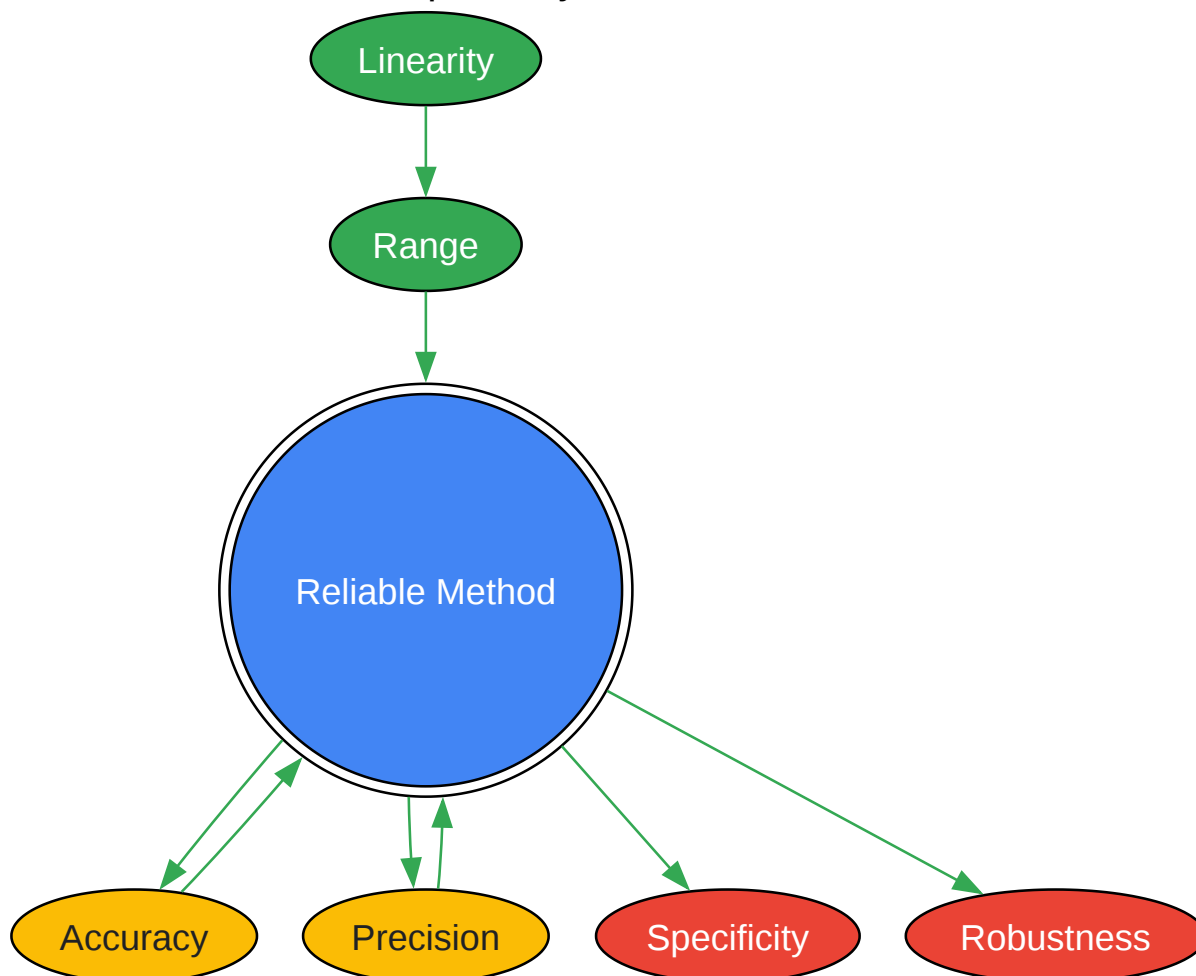 Linearity
Range
Reliable Method
Accuracy
Precision
Specificity
Robustness